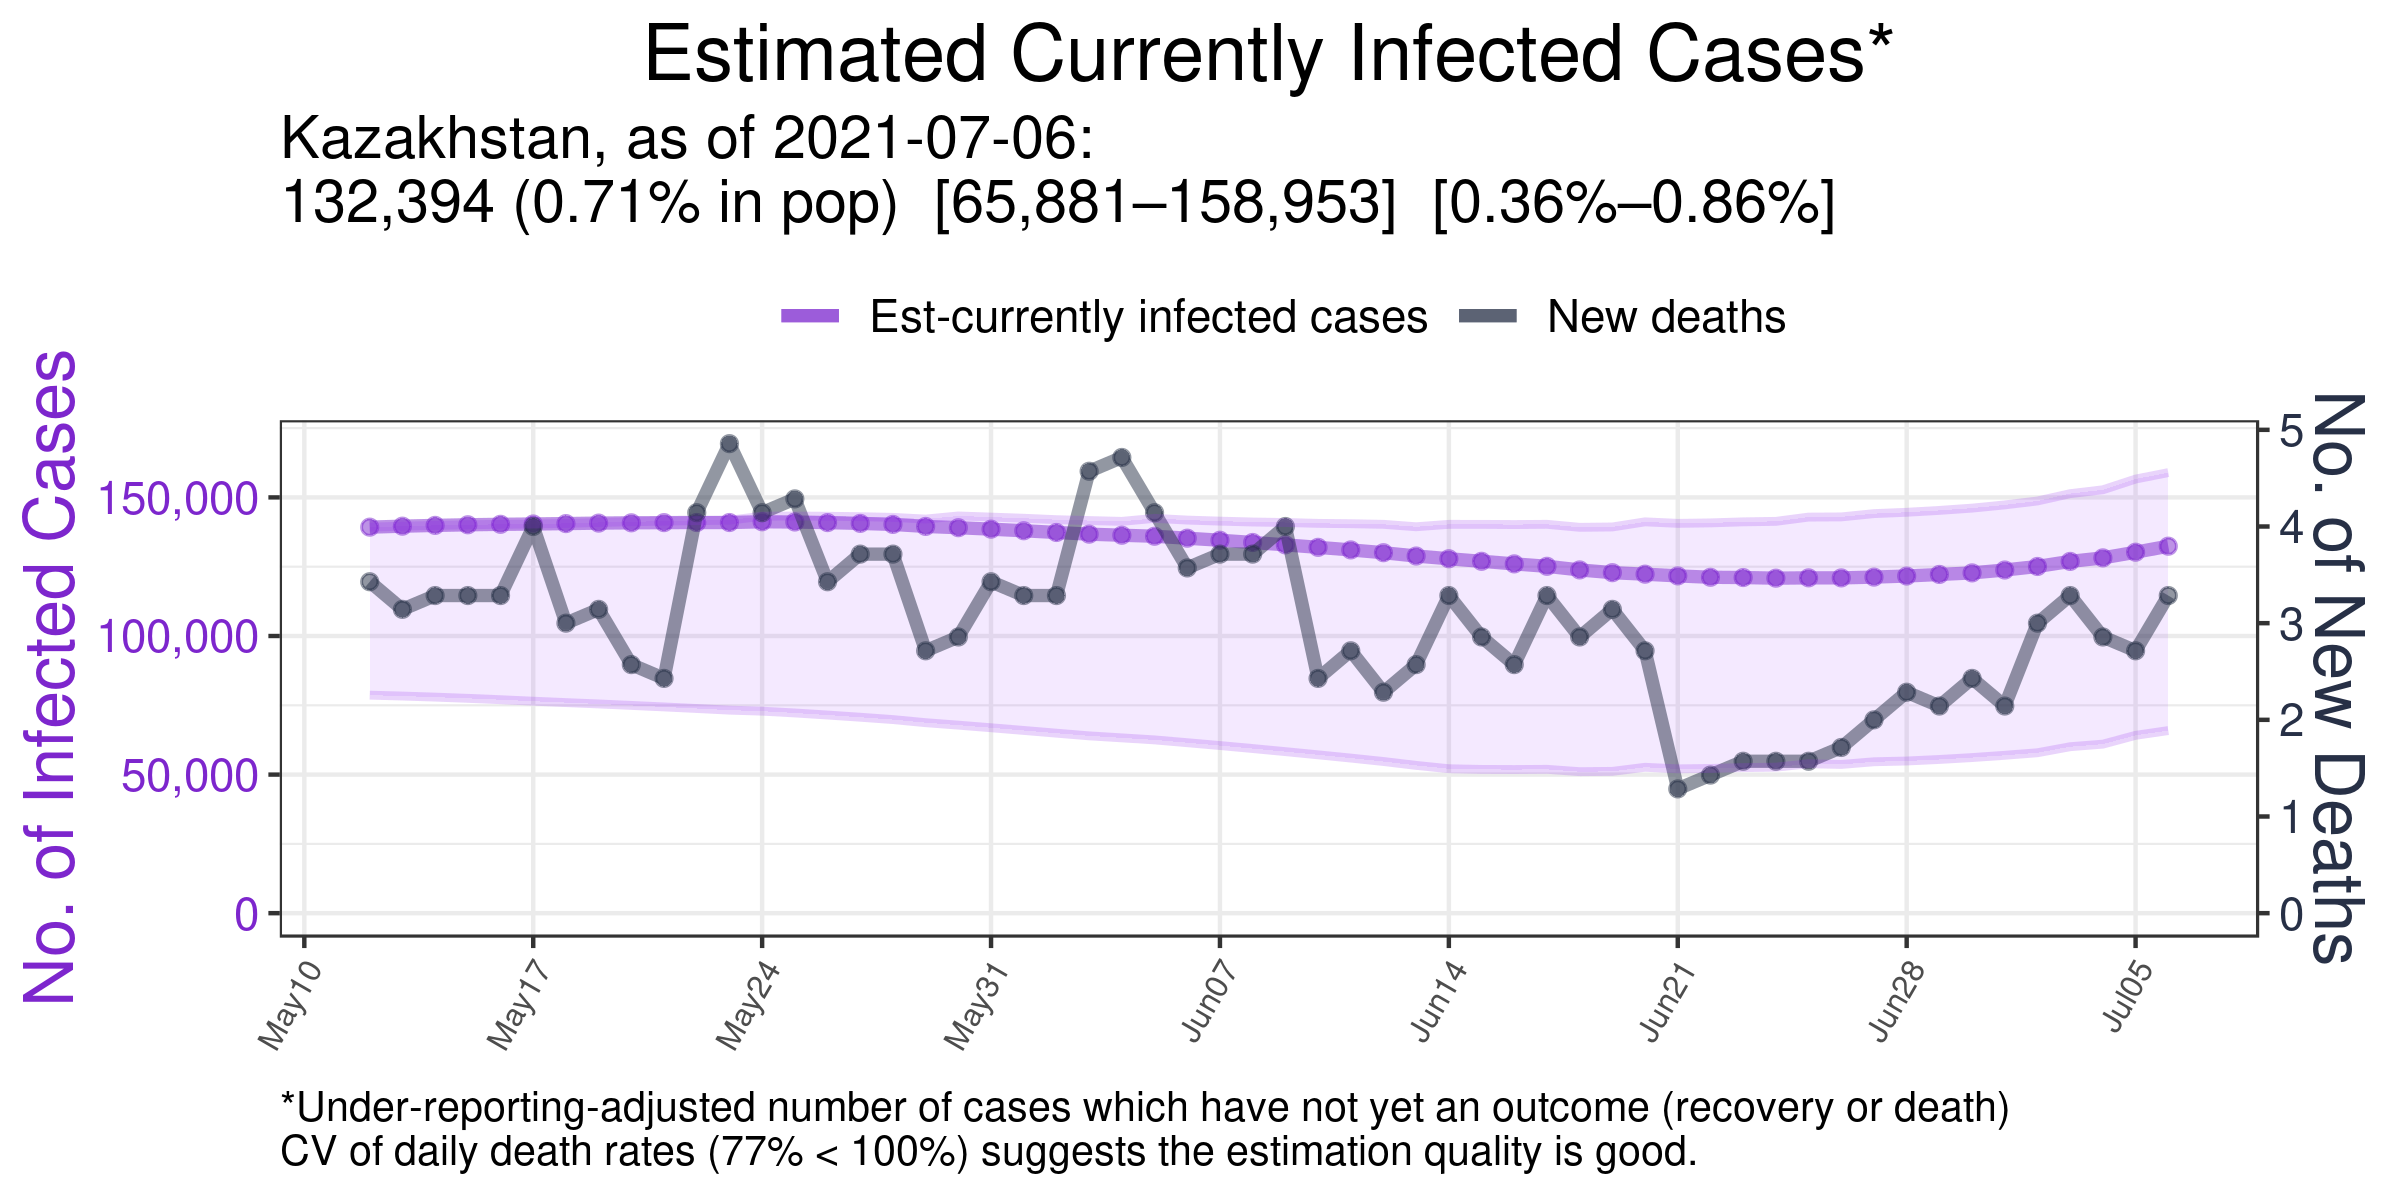 Estimated Currently Infected Cases*
Kazakhstan, as of 2021-07-06:
132,394 (0.71% in pop)  [65,881–158,953]  [0.36%–0.86%]
Est-currently infected cases
New deaths
No. of Infected Cases
150,000
100,000
50,000
0
5
4
3
2
1
0
No. of New Deaths
May10
May17
May24
May31
Jun07
Jun14
Jun21
Jun28
Jul05
*Under-reporting-adjusted number of cases which have not yet an outcome (recovery or death)
CV of daily death rates (77% < 100%) suggests the estimation quality is good.